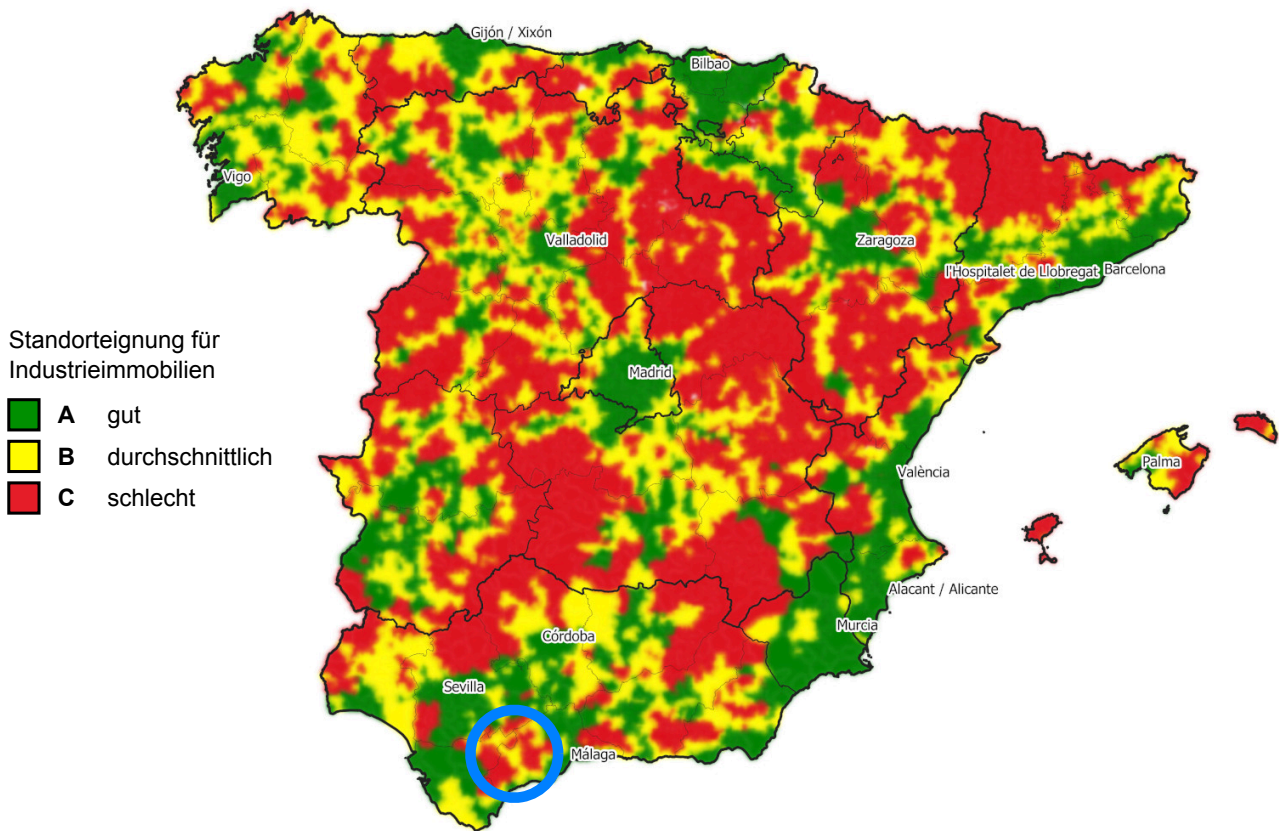 Gijón / Xixón
Bilbao
Vigo
Valladolid
Zaragoza
l'Hospitalet de Llobregat
Barcelona
Standorteignung für
Industrieimmobilien
A gut
B durchschnittlich
C schlecht
Madrid
Palma
València
Alacant / Alicante
Murcia
Córdoba
Sevilla
Málaga